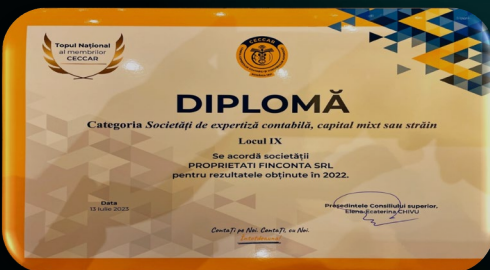 Topul Național
al membrilor
CECCAR
CECCAR
DIPLOMĂ
Categoria Societăți de expertiză contabilă, capital mixt sau străin
Locul IX
Se acordă societății
PROPRIETATI FINCONTA SRL
pentru rezultatele obținute în 2022.
Data
13 iulie 2023
Președintele Consiliului superior,
Elena Ecaterina CHIVU
Contați pe Noi. Contați, cu Noi.